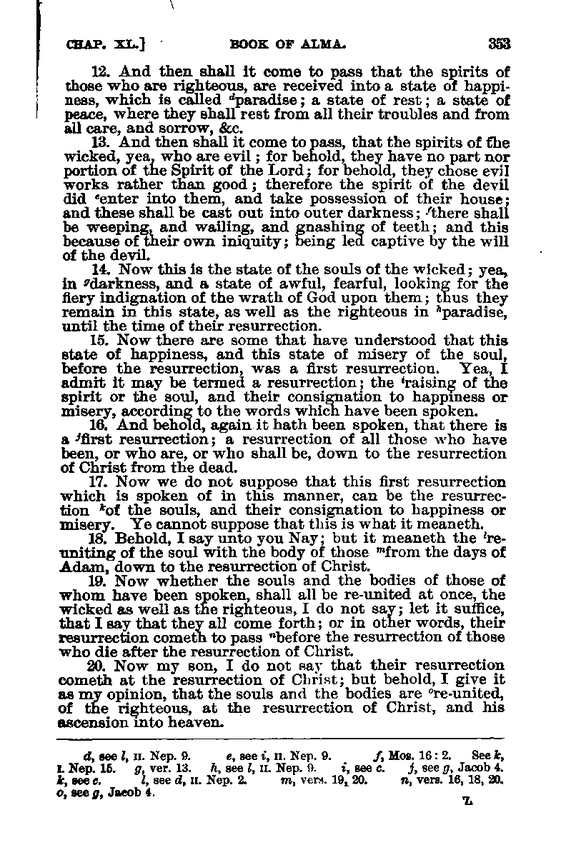 CHAP. XL.] BOOK OF ALMA. 353
12. And then shall it come to pass that the spirits of
those who are righteous, are received into a state of happi-
ness, which is called ᵈparadise; a state of rest; a state of
peace, where they shall rest from all their troubles and from
all care, and sorrow, &c.
13. And then shall it come to pass, that the spirits of the
wicked, yea, who are evil; for behold, they have no part nor
portion of the Spirit of the Lord; for behold, they chose evil
works rather than good; therefore the spirit of the devil
did ᵉenter into them, and take possession of their house;
and these shall be cast out into outer darkness; ᶠthere shall
be weeping, and wailing, and gnashing of teeth; and this
because of their own iniquity; being led captive by the will
of the devil.
14. Now this is the state of the souls of the wicked; yea,
in ᵍdarkness, and a state of awful, fearful, looking for the
fiery indignation of the wrath of God upon them; thus they
remain in this state, as well as the righteous in ʰparadise,
until the time of their resurrection.
15. Now there are some that have understood that this
state of happiness, and this state of misery of the soul,
before the resurrection, was a first resurrection. Yea, I
admit it may be termed a resurrection; the ⁱraising of the
spirit or the soul, and their consignation to happiness or
misery, according to the words which have been spoken.
16. And behold, again it hath been spoken, that there is
a ʲfirst resurrection; a resurrection of all those who have
been, or who are, or who shall be, down to the resurrection
of Christ from the dead.
17. Now we do not suppose that this first resurrection
which is spoken of in this manner, can be the resurrec-
tion ᵏof the souls, and their consignation to happiness or
misery. Ye cannot suppose that this is what it meaneth.
18. Behold, I say unto you Nay; but it meaneth the ˡre-
uniting of the soul with the body of those ᵐfrom the days of
Adam, down to the resurrection of Christ.
19. Now whether the souls and the bodies of those of
whom have been spoken, shall all be re-united at once, the
wicked as well as the righteous, I do not say; let it suffice,
that I say that they all come forth; or in other words, their
resurrection cometh to pass ⁿbefore the resurrection of those
who die after the resurrection of Christ.
20. Now my son, I do not say that their resurrection
cometh at the resurrection of Christ; but behold, I give it
as my opinion, that the souls and the bodies are ᵒre-united,
of the righteous, at the resurrection of Christ, and his
ascension into heaven.
d, see l, II. Nep. 9. e, see i, II. Nep. 9. f, Mos. 16: 2. See k,
I. Nep. 15. g, ver. 13. h, see l, II. Nep. 9. i, see c. j, see g, Jacob 4.
k, see c. l, see d, II. Nep. 2. m, vers. 19, 20. n, vers. 16, 18, 20.
o, see g, Jacob 4.
Z